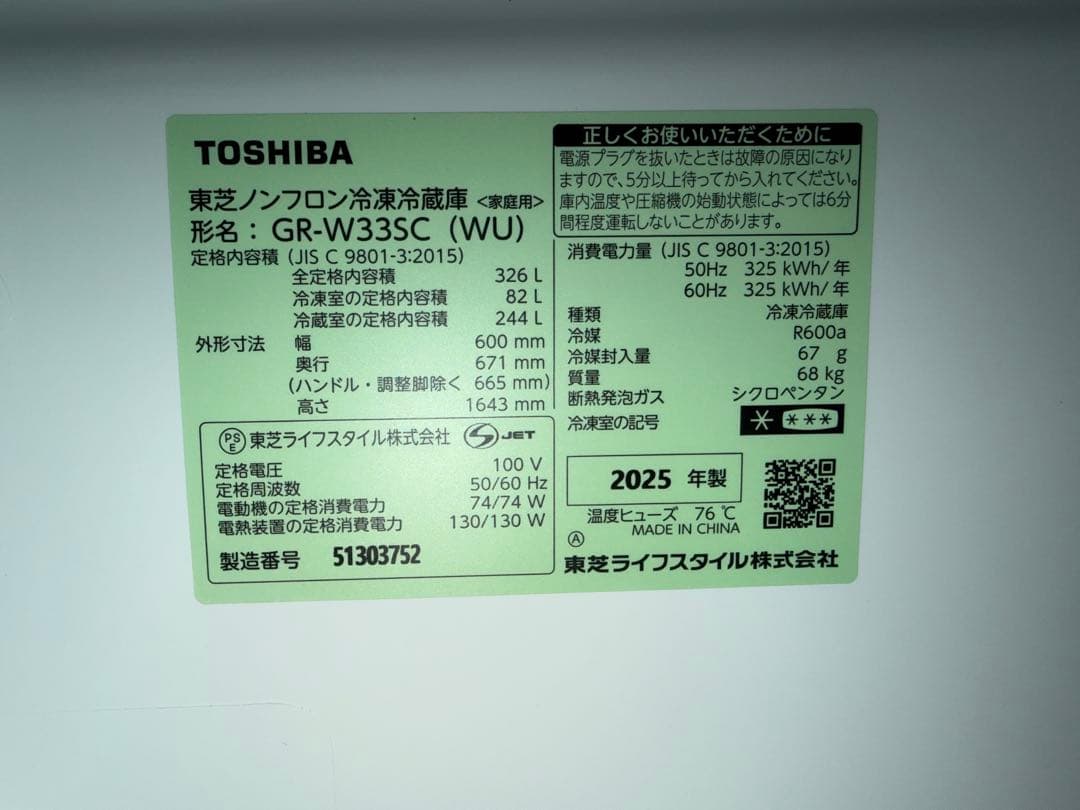 TOSHIBA
東芝ノンフロン冷凍冷蔵庫 <家庭用>
形名： GR-W33SC (WU)
定格内容積 (JIS C 9801-3:2015)
全定格内容積 326 L
冷凍室の定格内容積 82 L
冷蔵室の定格内容積 244 L
外形寸法 幅 600 mm
奥行 671 mm
(ハンドル・調整脚除く 665 mm)
高さ 1643 mm
PSE 東芝ライフスタイル株式会社 S JET
定格電圧 100 V
定格周波数 50/60 Hz
電動機の定格消費電力 74/74 W
電熱装置の定格消費電力 130/130 W
製造番号 51303752
正しくお使いいただくために
電源プラグを抜いたときは故障の原因になり
ますので、5分以上待ってから入れてください。
庫内温度や圧縮機の始動状態によっては6分
間程度運転しないことがあります。
消費電力量 (JIS C 9801-3:2015)
50Hz 325 kWh/年
60Hz 325 kWh/年
種類 冷凍冷蔵庫
冷媒 R600a
冷媒封入量 67 g
質量 68 kg
断熱発泡ガス シクロペンタン
冷凍室の記号 * ***
2025 年製
温度ヒューズ 76 ℃
MADE IN CHINA
Ⓐ
東芝ライフスタイル株式会社